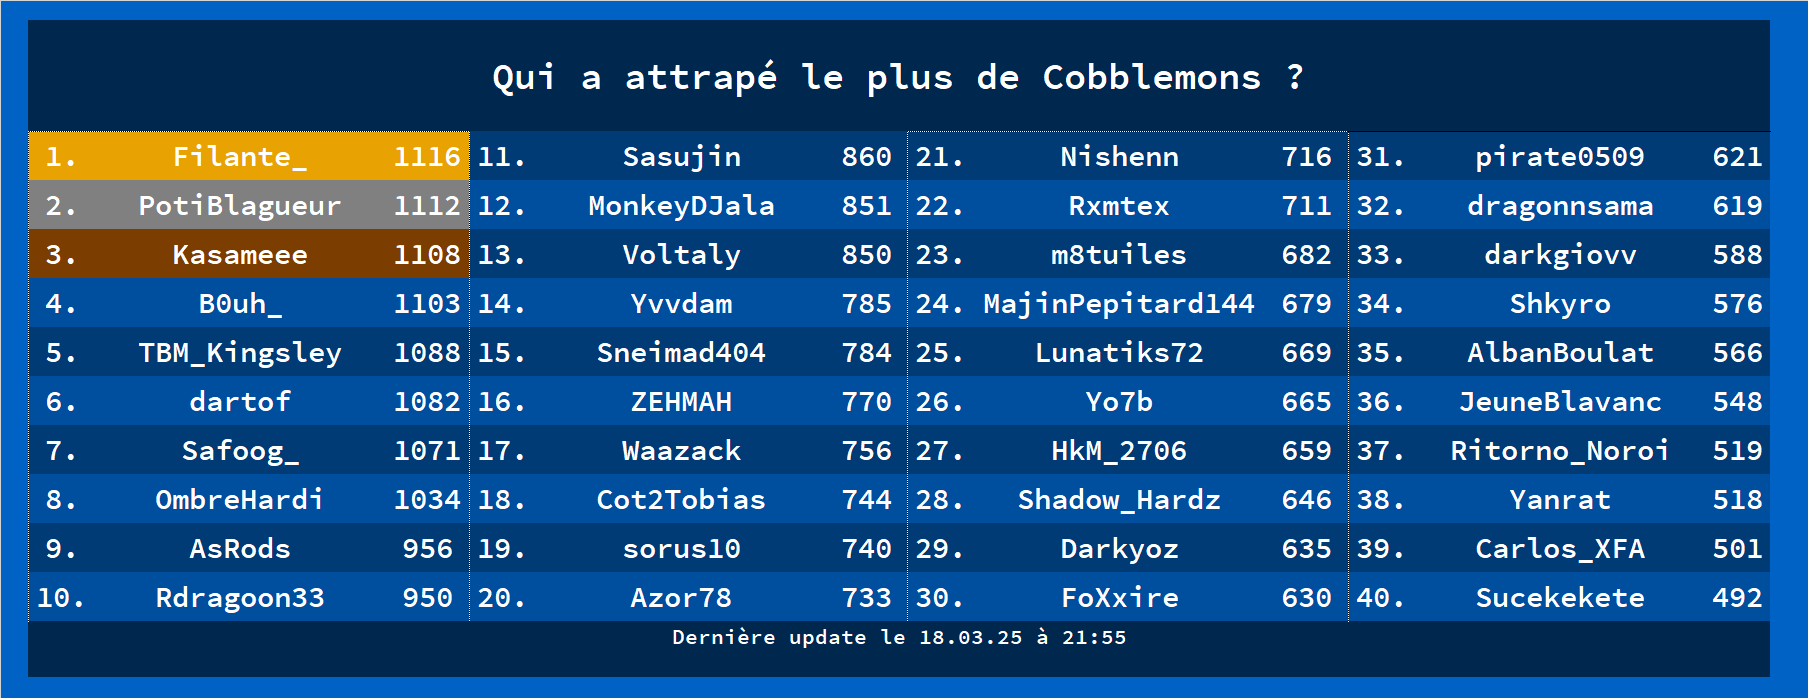 Qui a attrapé le plus de Cobblemons ?
1. Filante_ 1116 11. Sasujin 860 21. Nishenn 716 31. pirate0509 621
2. PotiBlagueur 1112 12. MonkeyDJala 851 22. Rxmtex 711 32. dragonnsama 619
3. Kasameee 1108 13. Voltaly 850 23. m8tuiles 682 33. darkgiovv 588
4. B0uh_ 1103 14. Yvvdam 785 24. MajinPepitard144 679 34. Shkyro 576
5. TBM_Kingsley 1088 15. Sneimad404 784 25. Lunatiks72 669 35. AlbanBoulat 566
6. dartof 1082 16. ZEHMAH 770 26. Yo7b 665 36. JeuneBlavanc 548
7. Safoog_ 1071 17. Waazack 756 27. HkM_2706 659 37. Ritorno_Noroi 519
8. OmbreHardi 1034 18. Cot2Tobias 744 28. Shadow_Hardz 646 38. Yanrat 518
9. AsRods 956 19. sorus10 740 29. Darkyoz 635 39. Carlos_XFA 501
10. Rdragoon33 950 20. Azor78 733 30. FoXxire 630 40. Sucekekete 492
Dernière update le 18.03.25 à 21:55